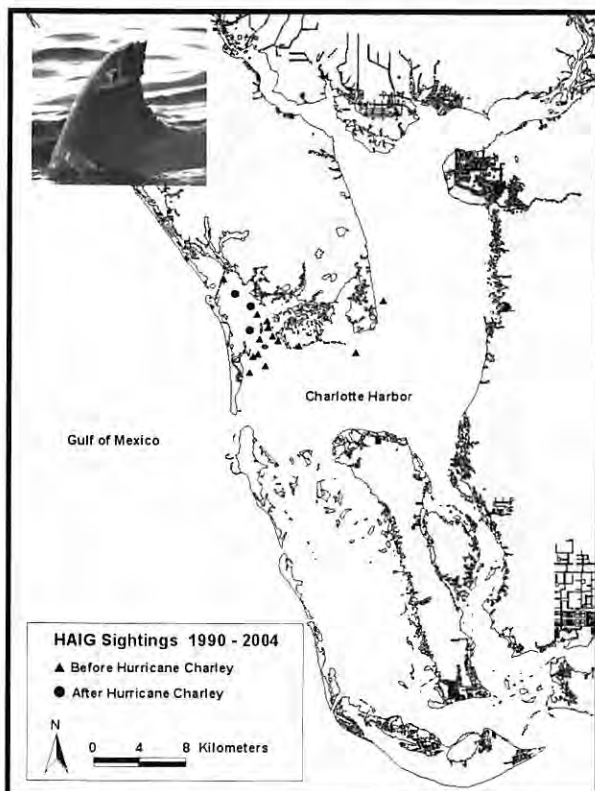 Charlotte Harbor
Gulf of Mexico
HAIG Sightings 1990 - 2004
Before Hurricane Charley
After Hurricane Charley
N
0 4 8 Kilometers